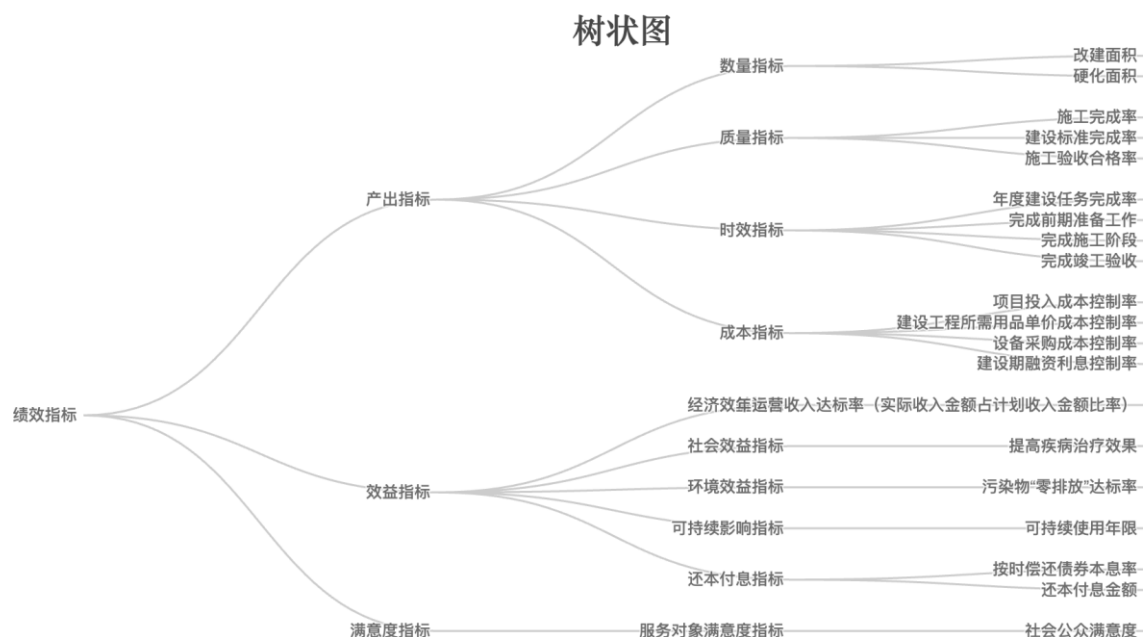 树状图
绩效指标
产出指标
数量指标
改建面积
硬化面积
质量指标
施工完成率
建设标准完成率
施工验收合格率
时效指标
年度建设任务完成率
完成前期准备工作
完成施工阶段
完成竣工验收
成本指标
项目投入成本控制率
建设工程所需用品单价成本控制率
设备采购成本控制率
建设期融资利息控制率
效益指标
经济效年运营收入达标率（实际收入金额占计划收入金额比率）
社会效益指标
提高疾病治疗效果
环境效益指标
污染物“零排放”达标率
可持续影响指标
可持续使用年限
还本付息指标
按时偿还债券本息率
还本付息金额
满意度指标
服务对象满意度指标
社会公众满意度